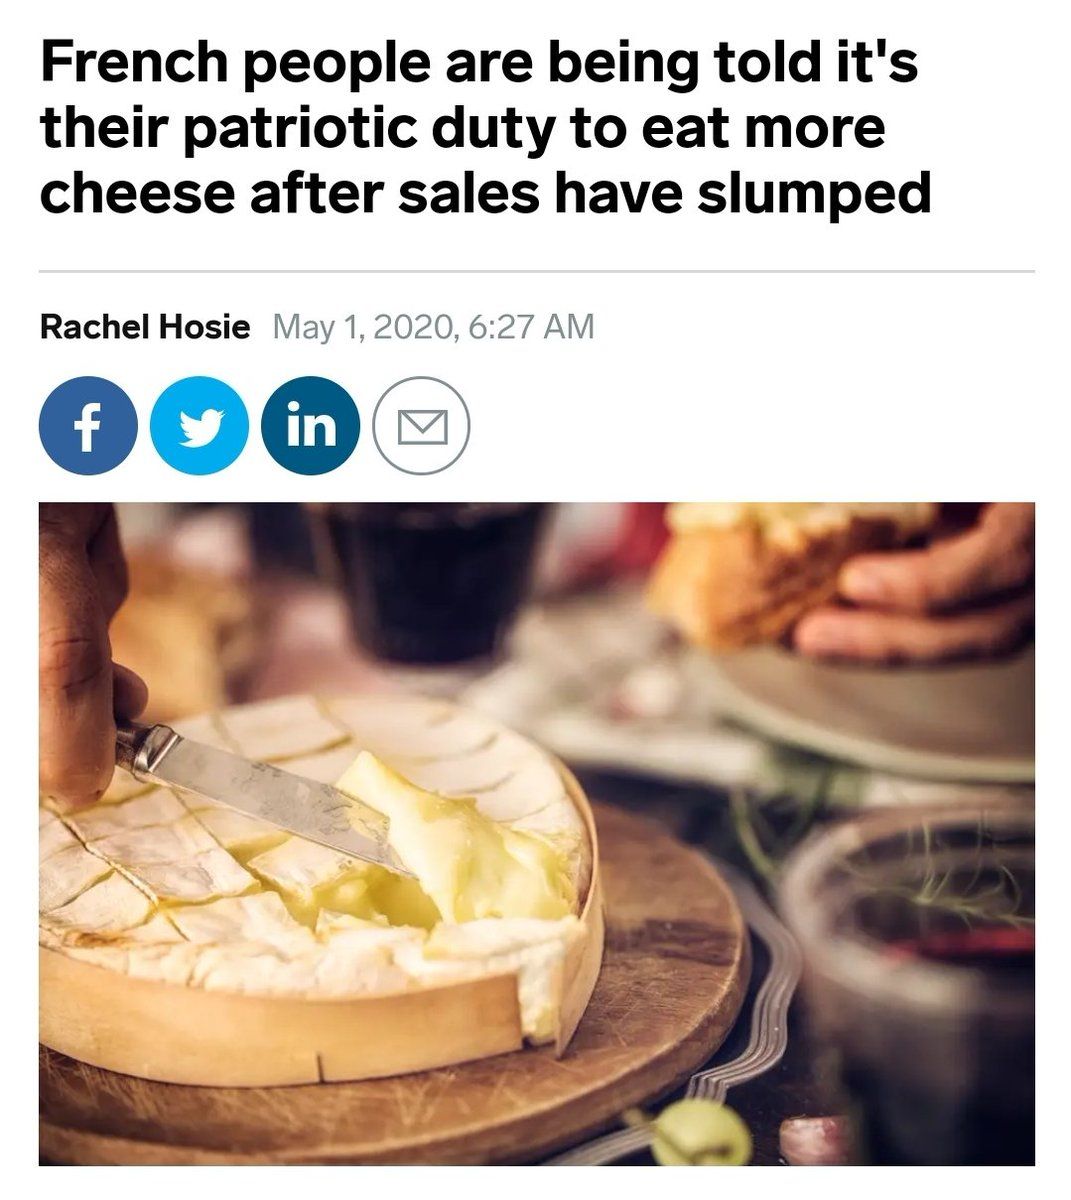 French people are being told it's
their patriotic duty to eat more
cheese after sales have slumped
Rachel Hosie May 1, 2020, 6:27 AM
f in